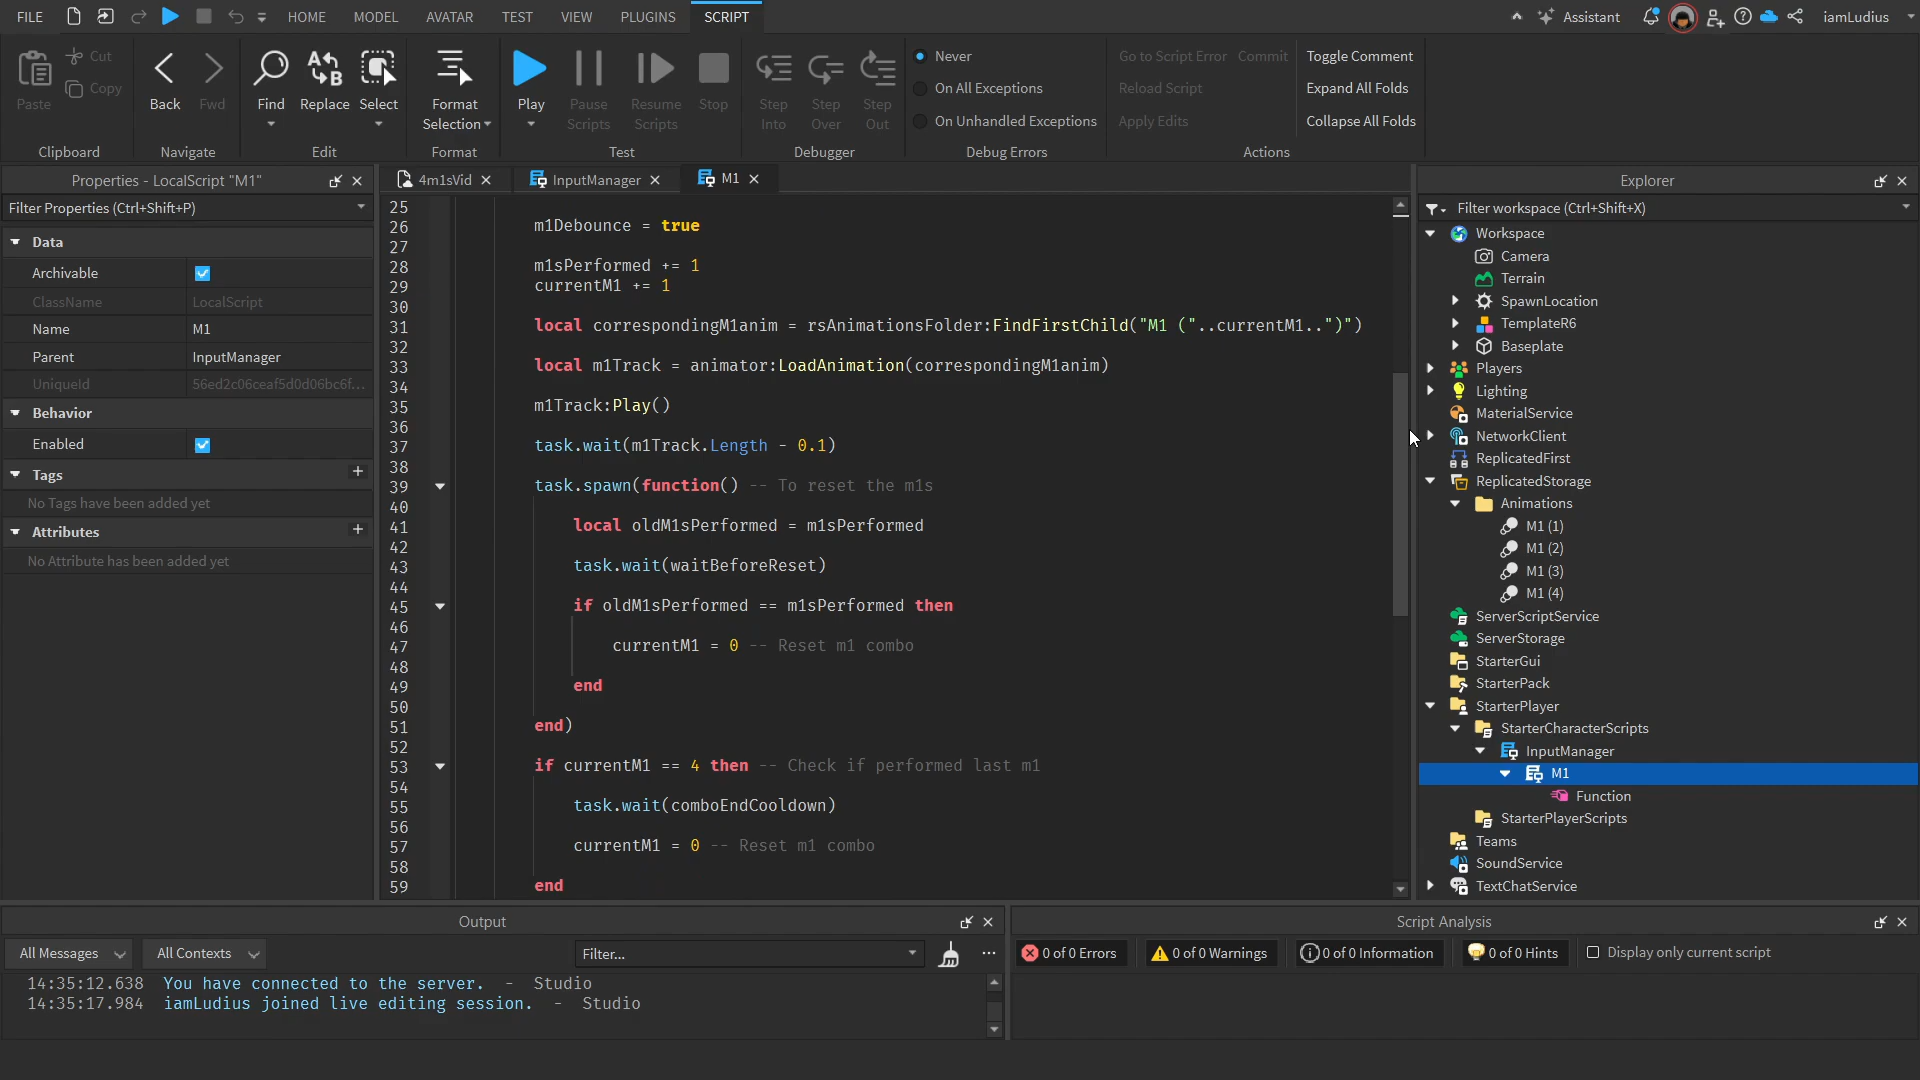 FILE HOME MODEL AVATAR TEST VIEW PLUGINS SCRIPT Assistant iamLudius
Paste Cut Copy
Back Fwd
Find Replace Select
Format Selection
Play Pause Scripts Resume Scripts Stop
Step Into Step Over Step Out
Never
On All Exceptions
On Unhandled Exceptions
Go to Script Error Commit
Reload Script
Apply Edits
Toggle Comment
Expand All Folds
Collapse All Folds
Clipboard Navigate Edit Format Test Debugger Debug Errors Actions
Properties - LocalScript "M1"
Filter Properties (Ctrl+Shift+P)
Data
Archivable
ClassName LocalScript
Name M1
Parent InputManager
UniqueId 56ed2c06ceaf5d0d06bc6f...
Behavior
Enabled
Tags +
No Tags have been added yet
Attributes +
No Attribute has been added yet
4m1sVid InputManager M1
25
26 m1Debounce = true
27
28 m1sPerformed += 1
29 currentM1 += 1
30
31 local correspondingM1anim = rsAnimationsFolder:FindFirstChild("M1 ("..currentM1..")")
32
33 local m1Track = animator:LoadAnimation(correspondingM1anim)
34
35 m1Track:Play()
36
37 task.wait(m1Track.Length - 0.1)
38
39 task.spawn(function() -- To reset the m1s
40
41 local oldM1sPerformed = m1sPerformed
42
43 task.wait(waitBeforeReset)
44
45 if oldM1sPerformed == m1sPerformed then
46
47 currentM1 = 0 -- Reset m1 combo
48
49 end
50
51 end)
52
53 if currentM1 == 4 then -- Check if performed last m1
54
55 task.wait(comboEndCooldown)
56
57 currentM1 = 0 -- Reset m1 combo
58
59 end
Explorer
Filter workspace (Ctrl+Shift+X)
Workspace
Camera
Terrain
SpawnLocation
TemplateR6
Baseplate
Players
Lighting
MaterialService
NetworkClient
ReplicatedFirst
ReplicatedStorage
Animations
M1 (1)
M1 (2)
M1 (3)
M1 (4)
ServerScriptService
ServerStorage
StarterGui
StarterPack
StarterPlayer
StarterCharacterScripts
InputManager
M1
Function
StarterPlayerScripts
Teams
SoundService
TextChatService
Output
All Messages All Contexts Filter... ...
14:35:12.638 You have connected to the server. - Studio
14:35:17.984 iamLudius joined live editing session. - Studio
Script Analysis
0 of 0 Errors 0 of 0 Warnings 0 of 0 Information 0 of 0 Hints Display only current script